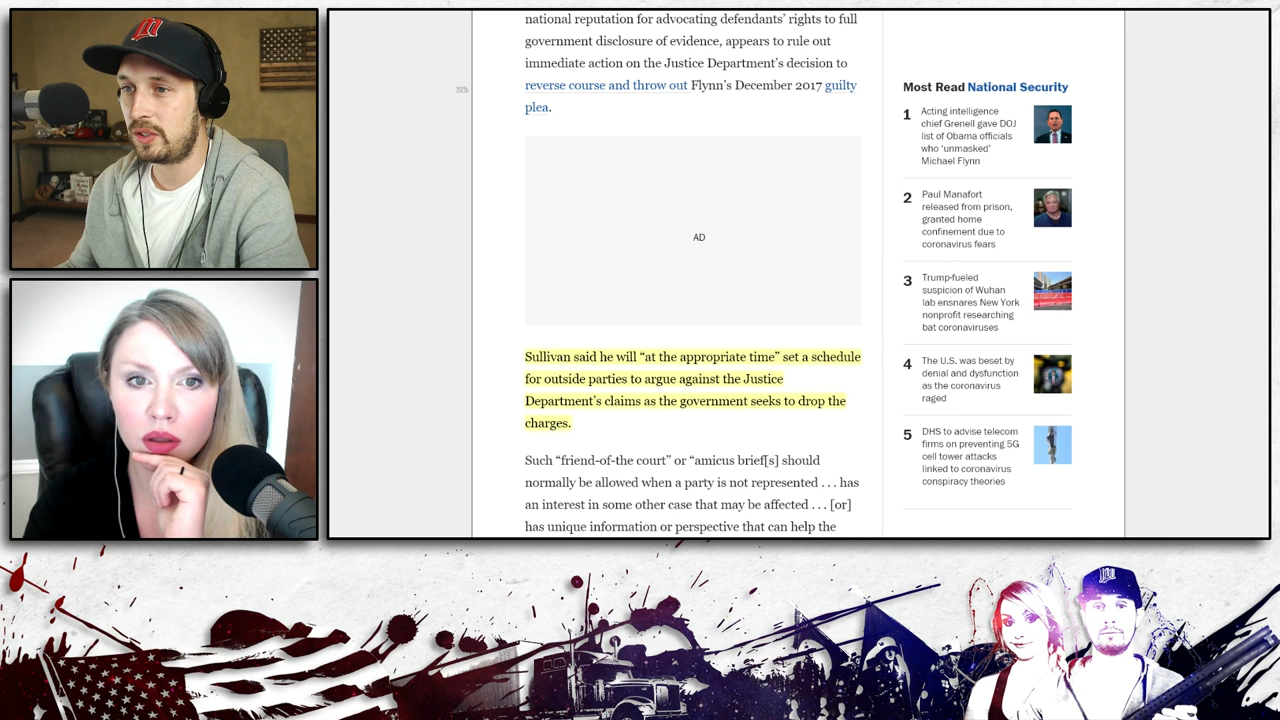 national reputation for advocating defendants’ rights to full
government disclosure of evidence, appears to rule out
immediate action on the Justice Department’s decision to
reverse course and throw out Flynn’s December 2017 guilty
plea.
10%
AD
Sullivan said he will “at the appropriate time” set a schedule
for outside parties to argue against the Justice
Department’s claims as the government seeks to drop the
charges.
Such “friend-of-the court” or “amicus brief[s] should
normally be allowed when a party is not represented . . . has
an interest in some other case that may be affected . . . [or]
has unique information or perspective that can help the
Most Read National Security
1
Acting intelligence
chief Grenell gave DOJ
list of Obama officials
who ‘unmasked’
Michael Flynn
2
Paul Manafort
released from prison,
granted home
confinement due to
coronavirus fears
3
Trump-fueled
suspicion of Wuhan
lab ensnares New York
nonprofit researching
bat coronaviruses
4
The U.S. was beset by
denial and dysfunction
as the coronavirus
raged
5
DHS to advise telecom
firms on preventing 5G
cell tower attacks
linked to coronavirus
conspiracy theories